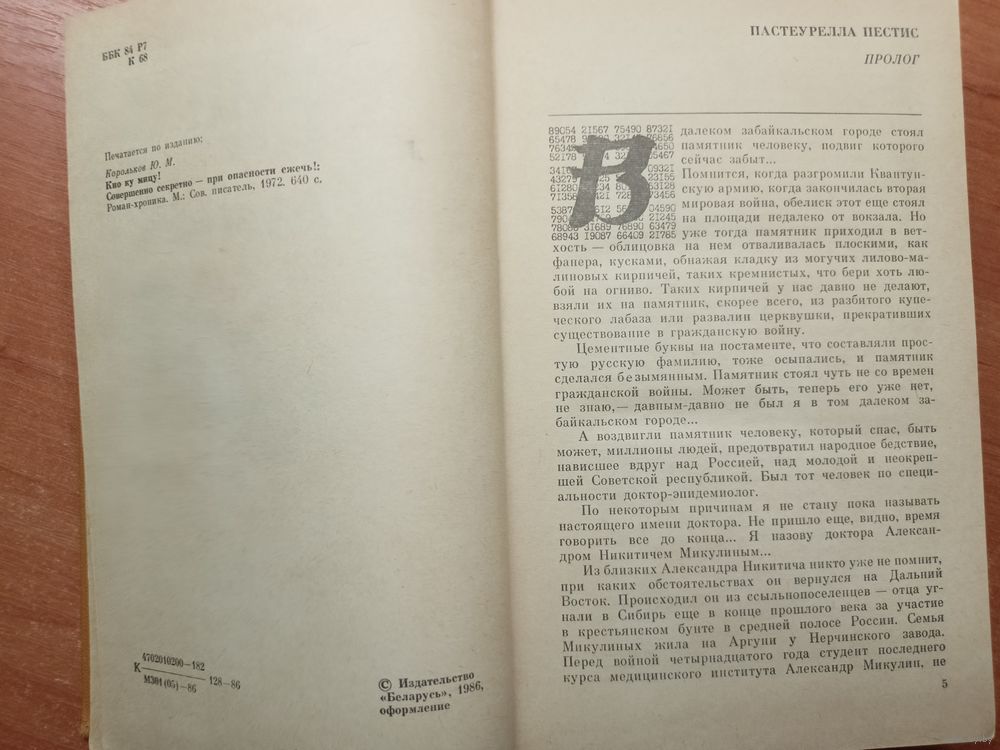 ББК 84 Р7
К 68
Печатается по изданию:
Корольков Ю. М.
Кио ку мицу!
Совершенно секретно — при опасности сжечь!:
Роман-хроника. М.: Сов. писатель, 1972. 640 с.
К 4702010200—182
М301(05)—86
128—86
© Издательство
«Беларусь», 1986,
оформление
ПАСТЕУРЕЛЛА ПЕСТИС
ПРОЛОГ
89054 21567 75490 87321
68943 19087 66409 21785
В
далеком забайкальском городе стоял
памятник человеку, подвиг которого
сейчас забыт...
Помнится, когда разгромили Квантун-
скую армию, когда закончилась вторая
мировая война, обелиск этот еще стоял
на площади недалеко от вокзала. Но
уже тогда памятник приходил в вет-
хость — облицовка на нем отваливалась плоскими, как
фанера, кусками, обнажая кладку из могучих лилово-ма-
линовых кирпичей, таких кремнистых, что бери хоть лю-
бой на огниво. Таких кирпичей у нас давно не делают,
взяли их на памятник, скорее всего, из разбитого купе-
ческого лабаза или развалин церквушки, прекративших
существование в гражданскую войну.
Цементные буквы на постаменте, что составляли прос-
тую русскую фамилию, тоже осыпались, и памятник
сделался безымянным. Памятник стоял чуть не со времен
гражданской войны. Может быть, теперь его уже нет,
не знаю,— давным-давно не был я в том далеком за-
байкальском городе...
А воздвигли памятник человеку, который спас, быть
может, миллионы людей, предотвратил народное бедствие,
нависшее вдруг над Россией, над молодой и неокреп-
шей Советской республикой. Был тот человек по специ-
альности доктор-эпидемиолог.
По некоторым причинам я не стану пока называть
настоящего имени доктора. Не пришло еще, видно, время
говорить все до конца... Я назову доктора Алексан-
дром Никитичем Микулиным...
Из близких Александра Никитича никто уже не помнит,
при каких обстоятельствах он вернулся на Дальний
Восток. Происходил он из ссыльнопоселенцев — отца уг-
нали в Сибирь еще в конце прошлого века за участие
в крестьянском бунте в средней полосе России. Семья
Микулиных жила на Аргуни у Нерчинского завода.
Перед войной четырнадцатого года студент последнего
курса медицинского института Александр Микулин, не
5